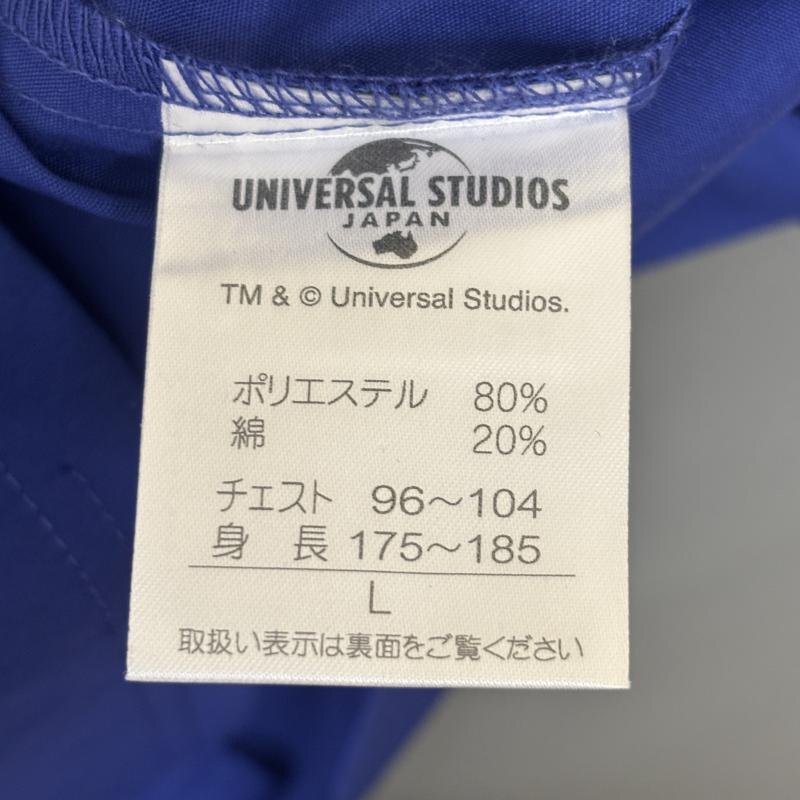 UNIVERSAL STUDIOS
JAPAN
TM & © Universal Studios.
ポリエステル 80%
綿 20%
チェスト 96〜104
身 長 175〜185
L
取扱い表示は裏面をご覧ください